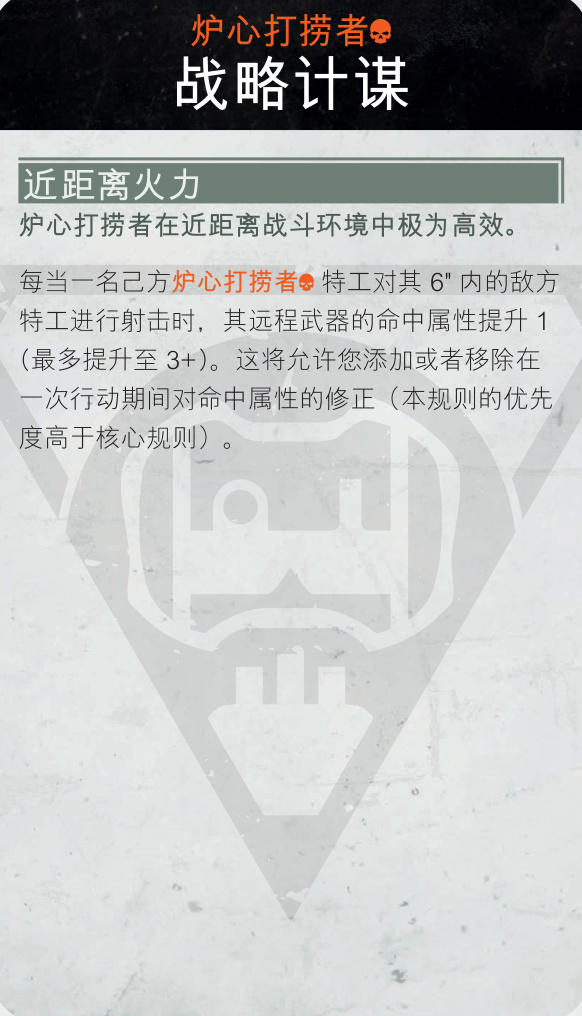 炉心打捞者
战略计谋
近距离火力
炉心打捞者在近距离战斗环境中极为高效。
每当一名己方炉心打捞者 特工对其 6" 内的敌方
特工进行射击时，其远程武器的命中属性提升 1
（最多提升至 3+）。这将允许您添加或者移除在
一次行动期间对命中属性的修正（本规则的优先
度高于核心规则）。